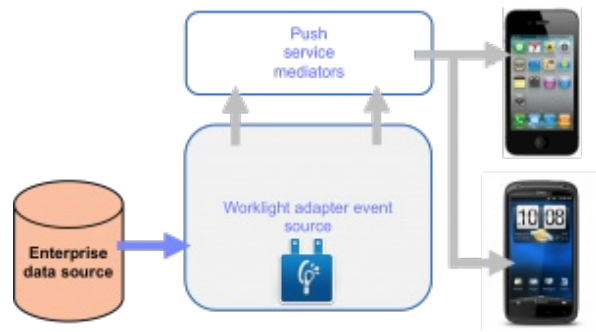 Push
service
mediators
Worklight adapter event
source
Enterprise
data source
10 08